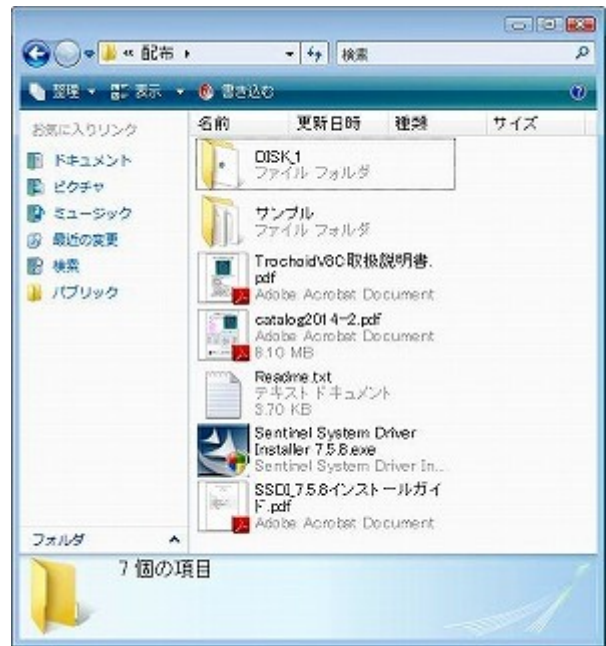 « 配布 ▸
検索
整理 ▼ 表示 ▼ 書き込む
お気に入りリンク
ドキュメント
ピクチャ
ミュージック
最近の変更
検索
パブリック
フォルダ
名前 更新日時 種類 サイズ
DISK_1
ファイル フォルダ
サンプル
ファイル フォルダ
TrochoidV8C取扱説明書.
pdf
Adobe Acrobat Document
catalog2014-2.pdf
Adobe Acrobat Document
8.10 MB
Readme.txt
テキスト ドキュメント
3.70 KB
Sentinel System Driver
Installer 7.5.8.exe
Sentinel System Driver In...
SSDI_7.5.8インストールガイ
ド.pdf
Adobe Acrobat Document
7 個の項目